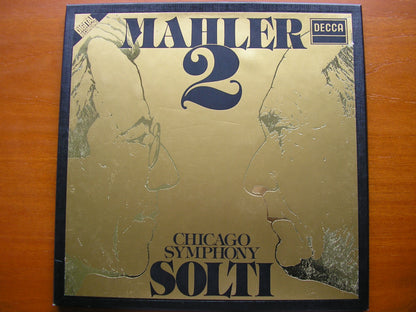 MAHLER
2
DECCA
CHICAGO
SYMPHONY
SOLTI